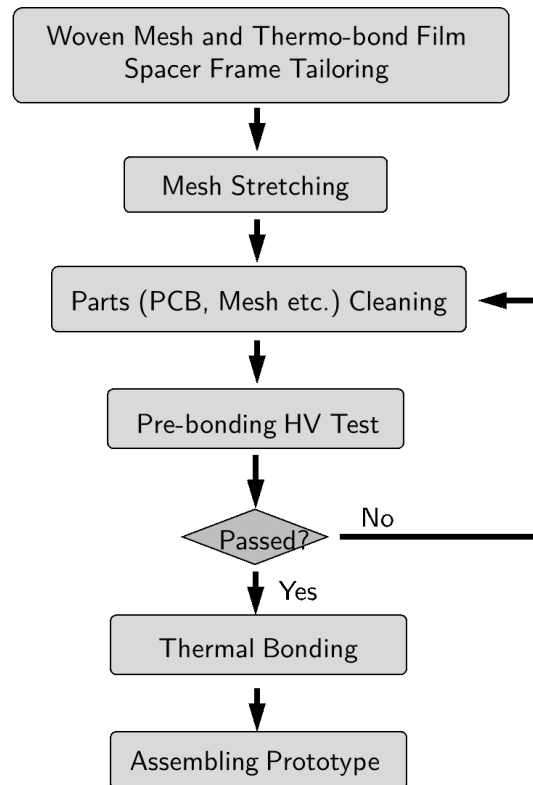 Woven Mesh and Thermo-bond Film
Spacer Frame Tailoring
Mesh Stretching
Parts (PCB, Mesh etc.) Cleaning
Pre-bonding HV Test
Passed?
No
Yes
Thermal Bonding
Assembling Prototype